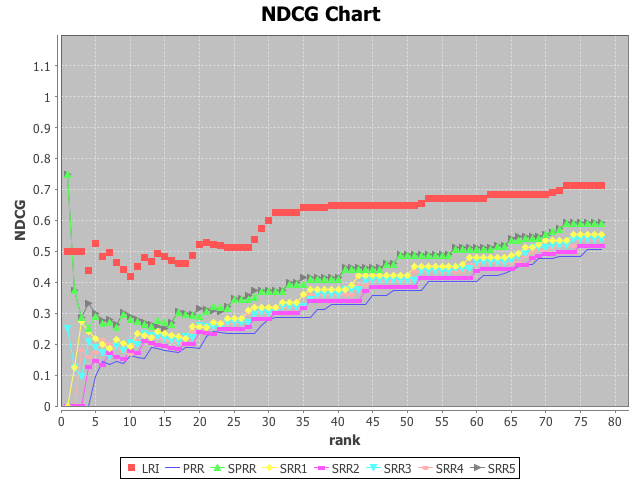 NDCG Chart
1.1
1
0.9
0.8
0.7
0.6
0.5
0.4
0.3
0.2
0.1
0
NDCG
0 5 10 15 20 25 30 35 40 45 50 55 60 65 70 75 80
rank
LRI PRR SPRR SRR1 SRR2 SRR3 SRR4 SRR5